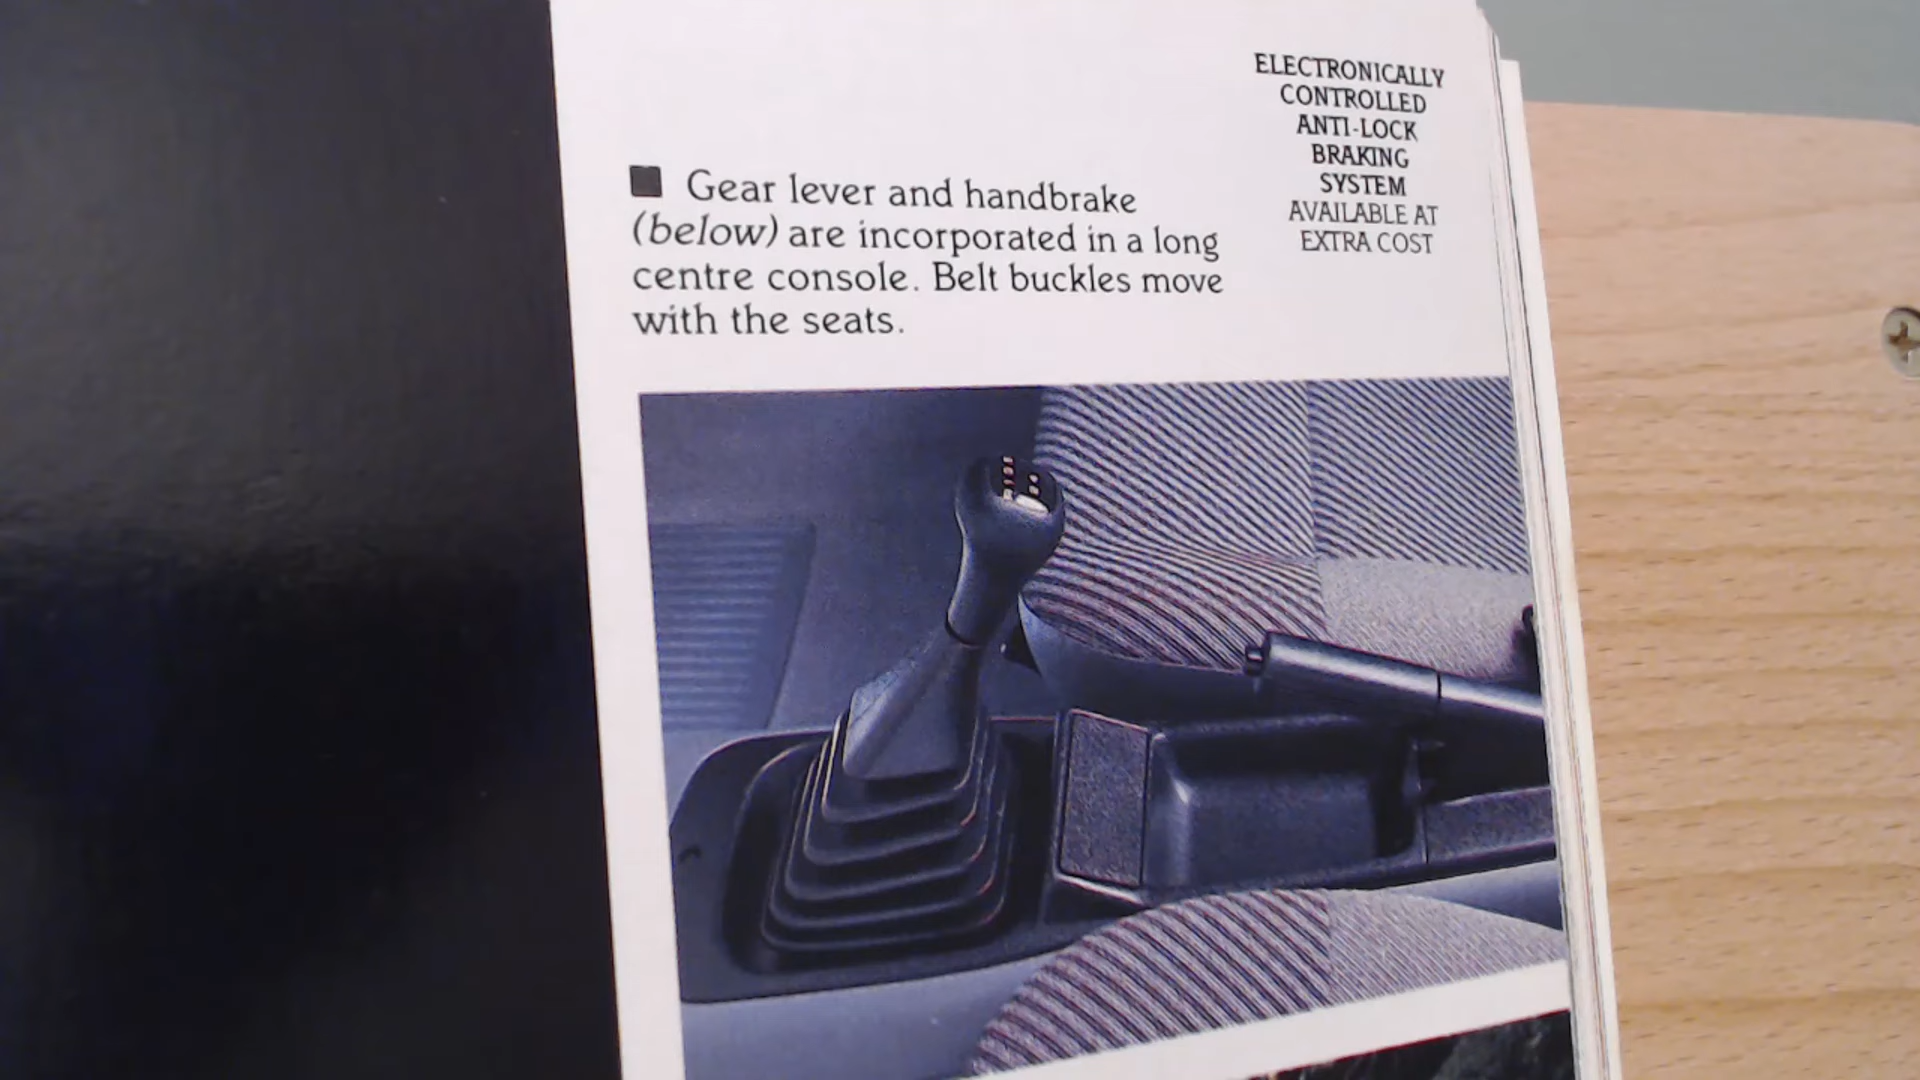 ELECTRONICALLY
CONTROLLED
ANTI-LOCK
BRAKING
SYSTEM
AVAILABLE AT
EXTRA COST
Gear lever and handbrake
(below) are incorporated in a long
centre console. Belt buckles move
with the seats.